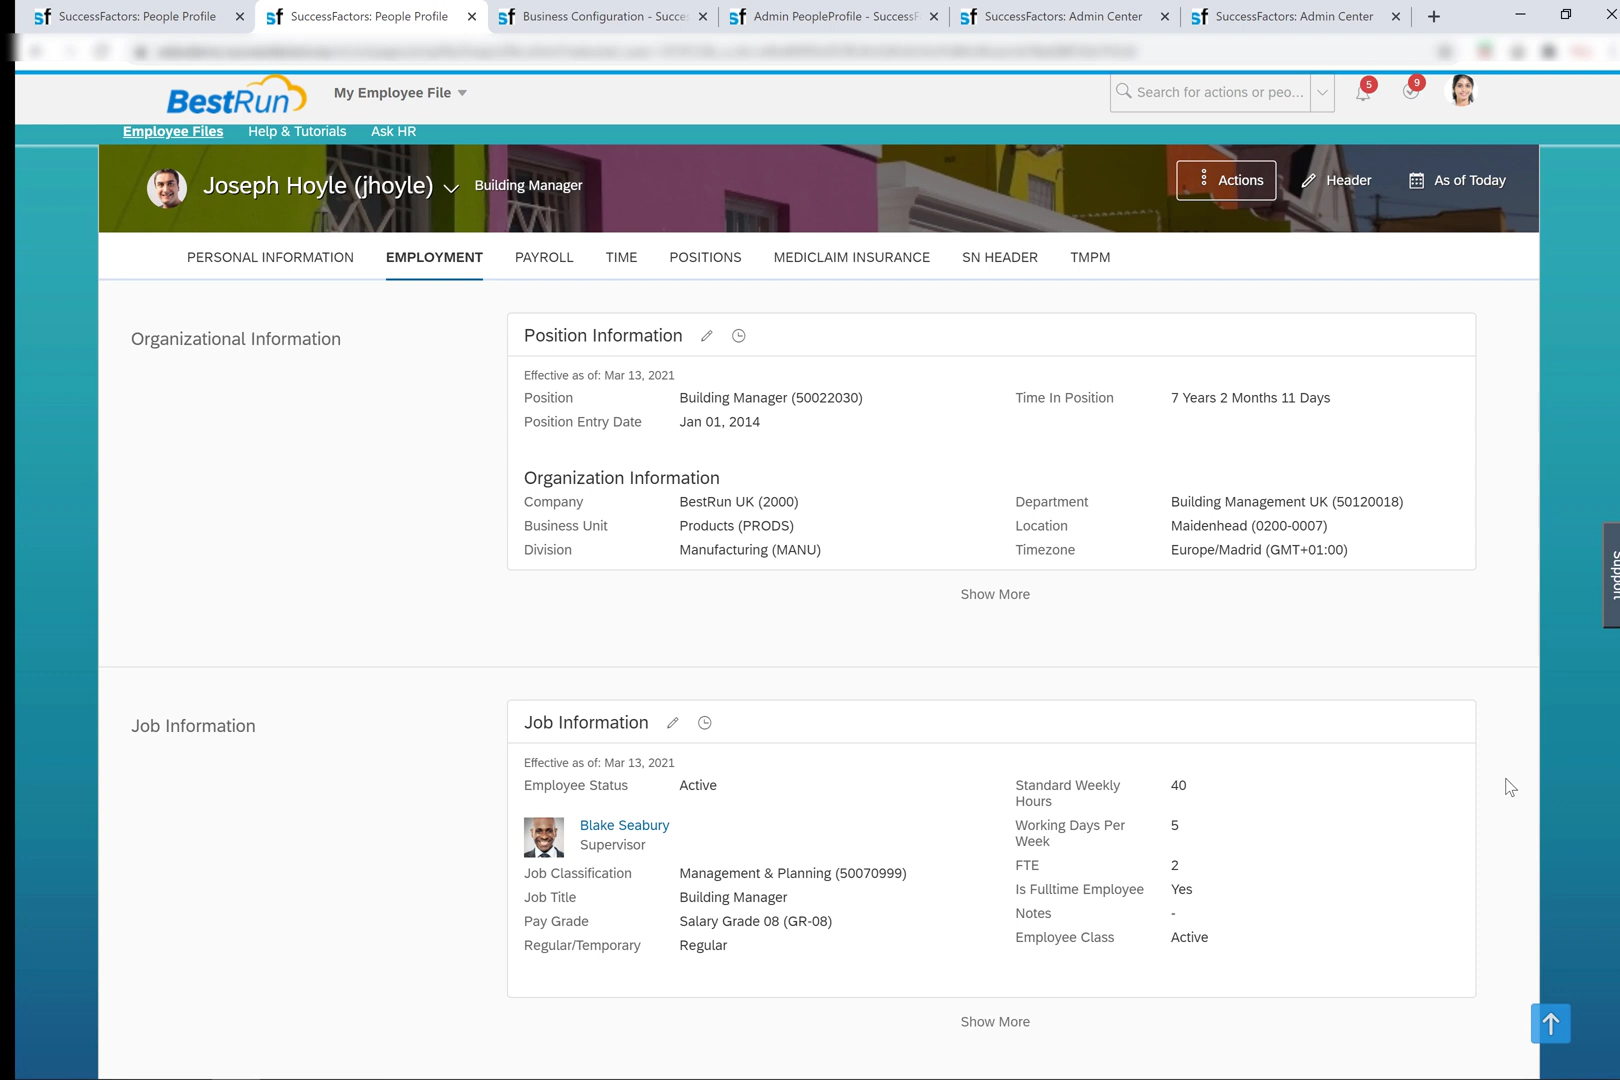 SuccessFactors: People Profile
SuccessFactors: People Profile
Business Configuration - Succes
Admin PeopleProfile - SuccessF
SuccessFactors: Admin Center
SuccessFactors: Admin Center
BestRun
My Employee File
Search for actions or peo...
5
9
Employee Files Help & Tutorials Ask HR
Joseph Hoyle (jhoyle) Building Manager
Actions Header As of Today
PERSONAL INFORMATION EMPLOYMENT PAYROLL TIME POSITIONS MEDICLAIM INSURANCE SN HEADER TMPM
Organizational Information
Position Information
Effective as of: Mar 13, 2021
Position Building Manager (50022030) Time In Position 7 Years 2 Months 11 Days
Position Entry Date Jan 01, 2014
Organization Information
Company BestRun UK (2000) Department Building Management UK (50120018)
Business Unit Products (PRODS) Location Maidenhead (0200-0007)
Division Manufacturing (MANU) Timezone Europe/Madrid (GMT+01:00)
Show More
Support
Job Information
Job Information
Effective as of: Mar 13, 2021
Employee Status Active
Blake Seabury
Supervisor
Job Classification Management & Planning (50070999)
Job Title Building Manager
Pay Grade Salary Grade 08 (GR-08)
Regular/Temporary Regular
Standard Weekly Hours 40
Working Days Per Week 5
FTE 2
Is Fulltime Employee Yes
Notes -
Employee Class Active
Show More